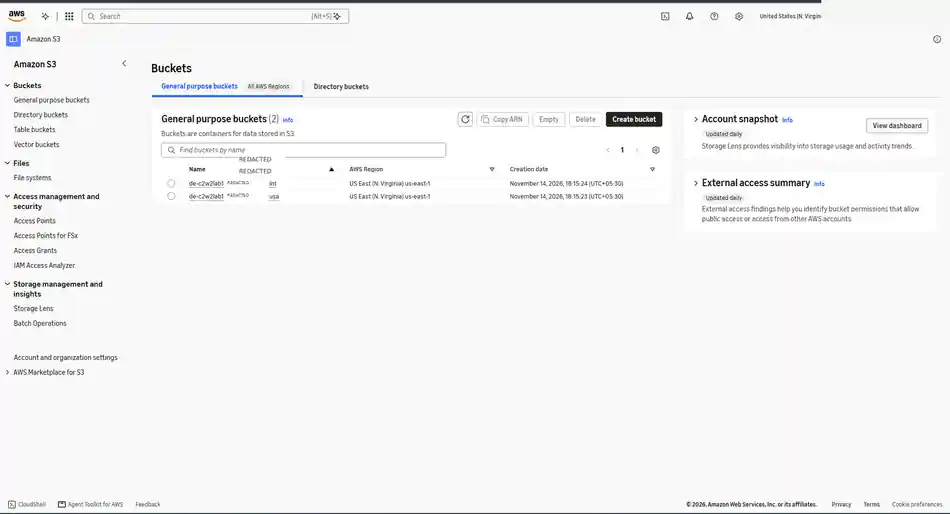 aws
Search
[Alt+S]
United States (N. Virgin
Amazon S3
Amazon S3
Buckets
General purpose buckets
Directory buckets
Table buckets
Vector buckets
Files
File systems
Access management and
security
Access Points
Access Points for FSx
Access Grants
IAM Access Analyzer
Storage management and
insights
Storage Lens
Batch Operations
Account and organization settings
AWS Marketplace for S3
Buckets
General purpose buckets All AWS Regions Directory buckets
General purpose buckets (2) Info
Copy ARN Empty Delete Create bucket
Buckets are containers for data stored in S3.
Find buckets by name
1
REDACTED
REDACTED
Name AWS Region Creation date
de-c2w2lab1 REDACTED int US East (N. Virginia) us-east-1 November 14, 2026, 18:15:24 (UTC+05:30)
de-c2w2lab1 REDACTED usa US East (N. Virginia) us-east-1 November 14, 2026, 18:15:23 (UTC+05:30)
Account snapshot Info
Updated daily
View dashboard
Storage Lens provides visibility into storage usage and activity trends.
External access summary Info
Updated daily
External access findings help you identify bucket permissions that allow
public access or access from other AWS accounts.
CloudShell Agent Toolkit for AWS Feedback
© 2026, Amazon Web Services, Inc. or its affiliates. Privacy Terms Cookie preferences